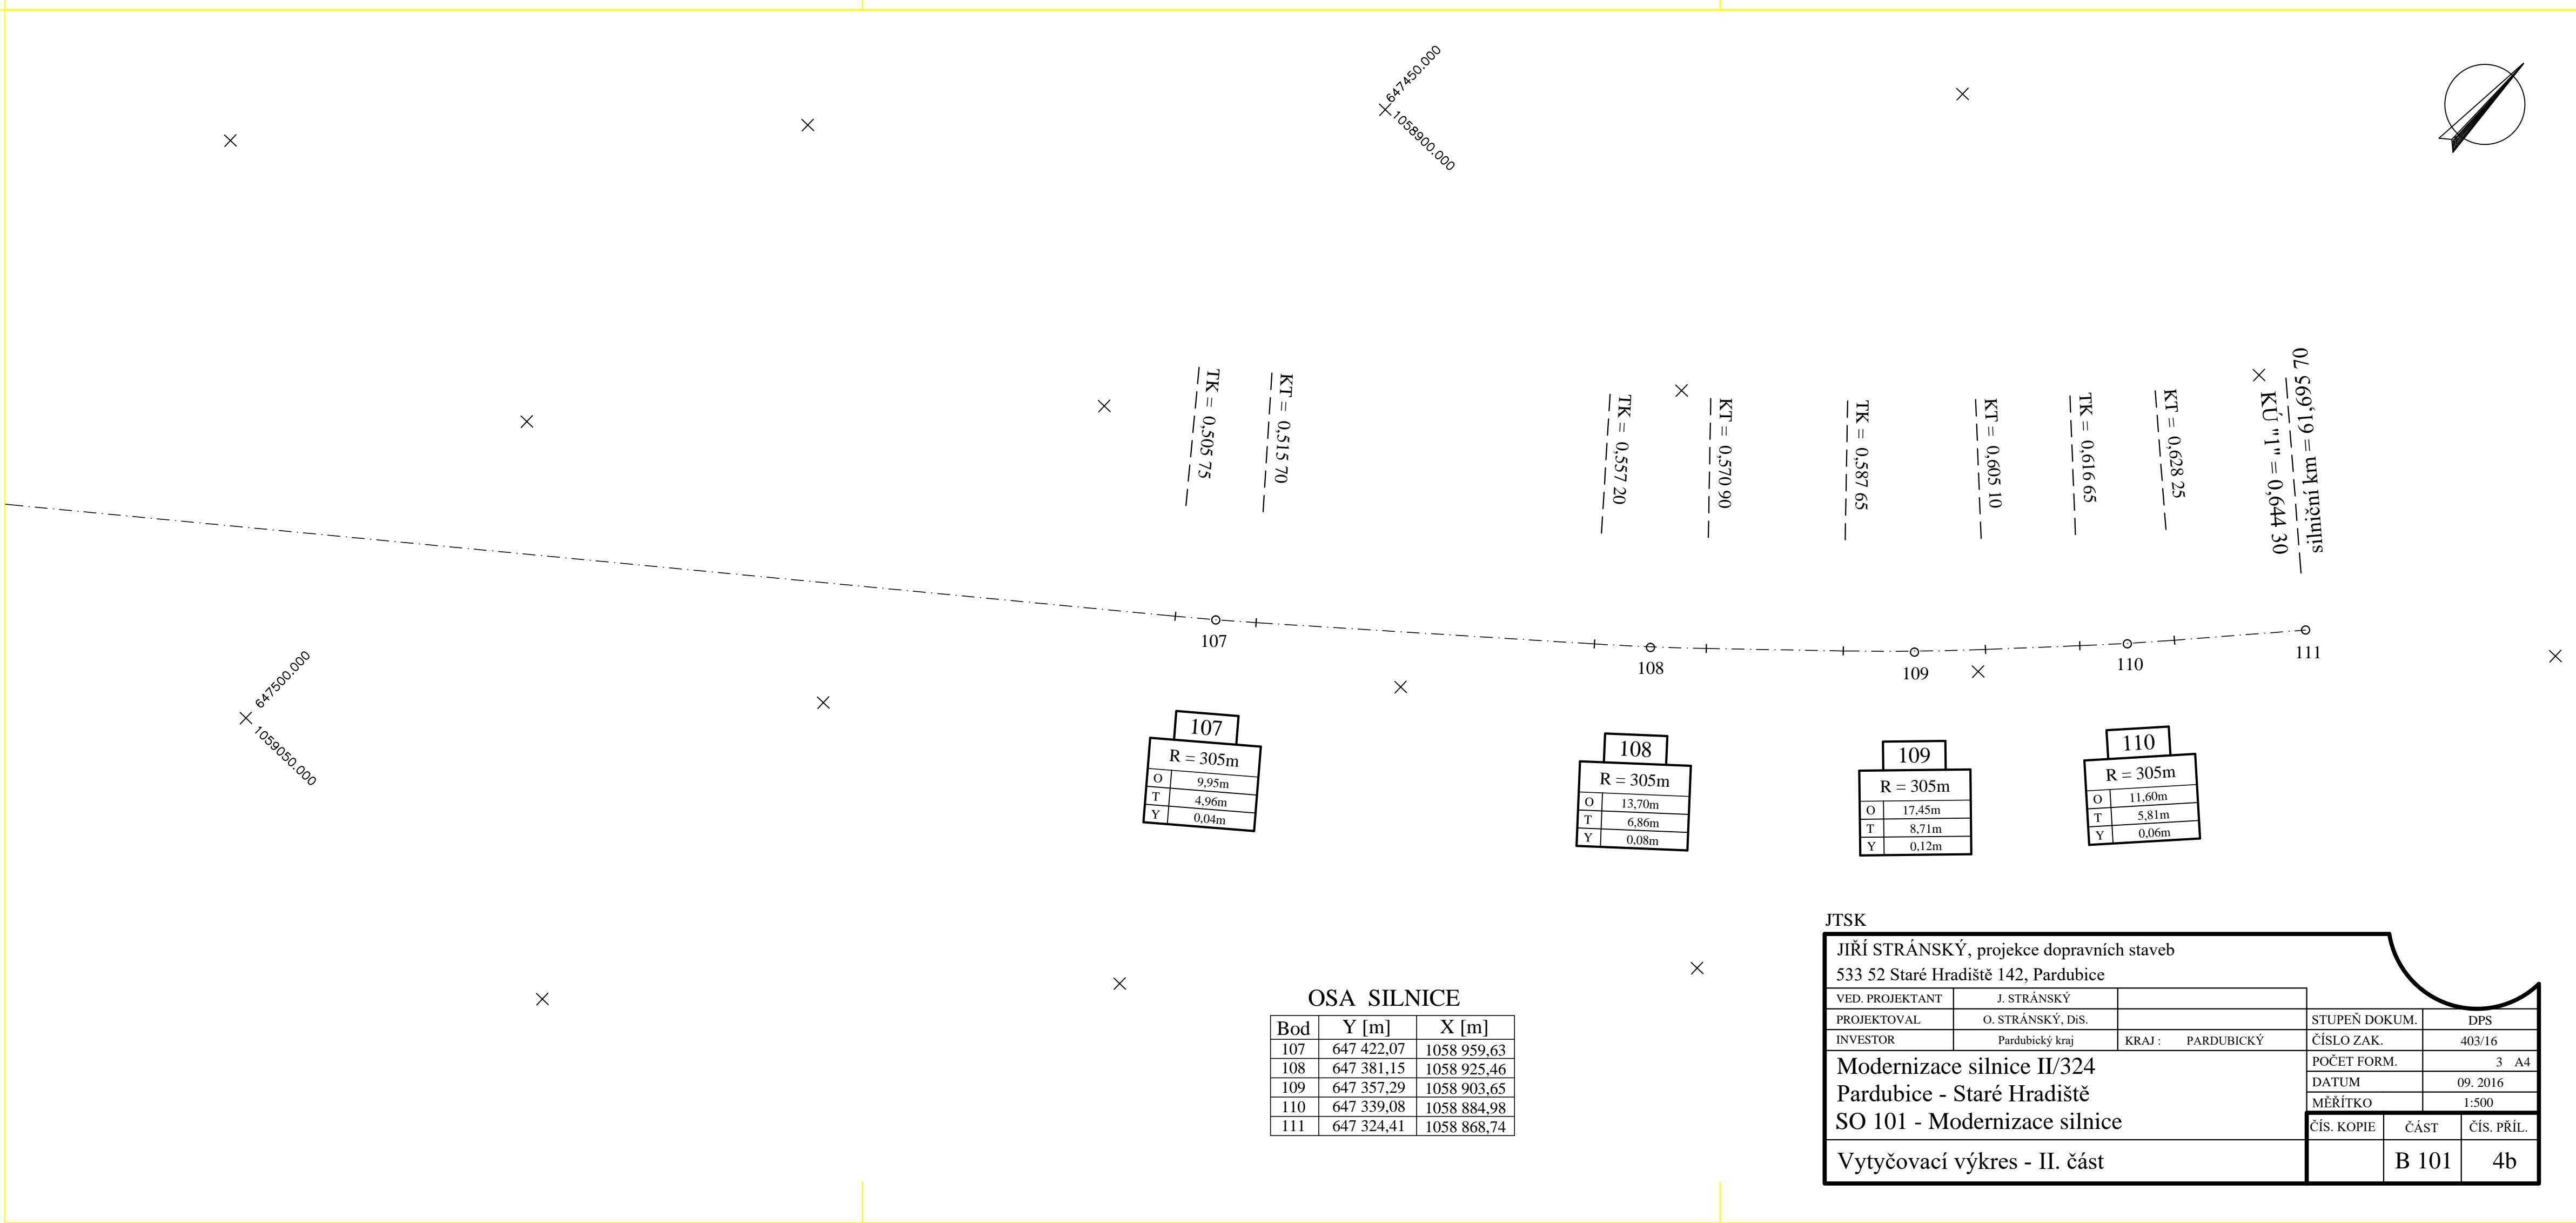 647450.000
1058900.000
TK = 0,505 75
KT = 0,515 70
TK = 0,557 20
KT = 0,570 90
TK = 0,587 65
KT = 0,605 10
TK = 0,616 65
KT = 0,628 25
KÚ "1" = 0,644 30
silniční km = 61,695 70
107
108
109
110
111
647500.000
1059050.000
107
R = 305m
O 9,95m
T 4,96m
Y 0,04m
108
R = 305m
O 13,70m
T 6,86m
Y 0,08m
109
R = 305m
O 17,45m
T 8,71m
Y 0,12m
110
R = 305m
O 11,60m
T 5,81m
Y 0,06m
OSA SILNICE
Bod Y [m] X [m]
107 647 422,07 1058 959,63
108 647 381,15 1058 925,46
109 647 357,29 1058 903,65
110 647 339,08 1058 884,98
111 647 324,41 1058 868,74
JTSK
JIŘÍ STRÁNSKÝ, projekce dopravních staveb
533 52 Staré Hradiště 142, Pardubice
VED. PROJEKTANT J. STRÁNSKÝ
PROJEKTOVAL O. STRÁNSKÝ, DiS. STUPEŇ DOKUM. DPS
INVESTOR Pardubický kraj KRAJ : PARDUBICKÝ ČÍSLO ZAK. 403/16
Modernizace silnice II/324
Pardubice - Staré Hradiště
SO 101 - Modernizace silnice
POČET FORM. 3 A4
DATUM 09. 2016
MĚŘÍTKO 1:500
ČÍS. KOPIE ČÁST ČÍS. PŘÍL.
Vytyčovací výkres - II. část B 101 4b